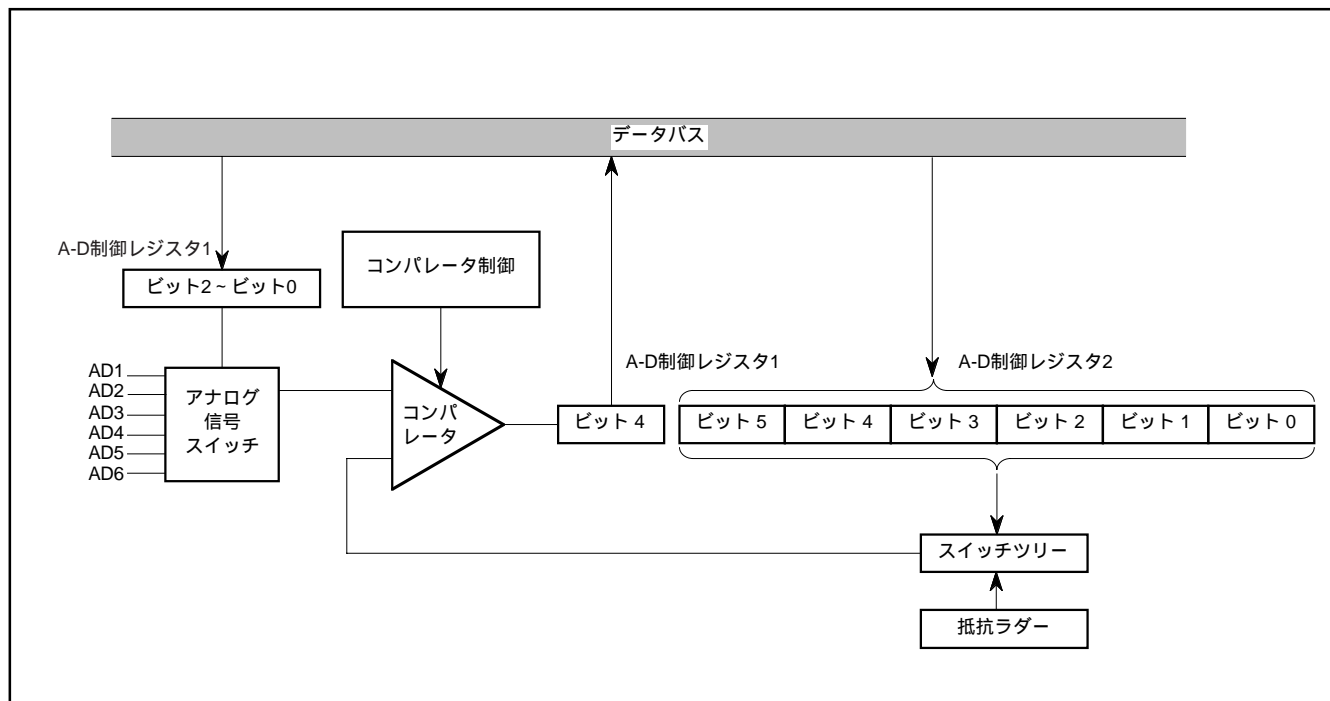 データバス
A-D制御レジスタ1
ビット2 ~ ビット0
コンパレータ制御
AD1
AD2
AD3
AD4
AD5
AD6
アナログ
信号
スイッチ
コンパ
レータ
A-D制御レジスタ1
ビット 4
A-D制御レジスタ2
ビット 5
ビット 4
ビット 3
ビット 2
ビット 1
ビット 0
スイッチツリー
抵抗ラダー